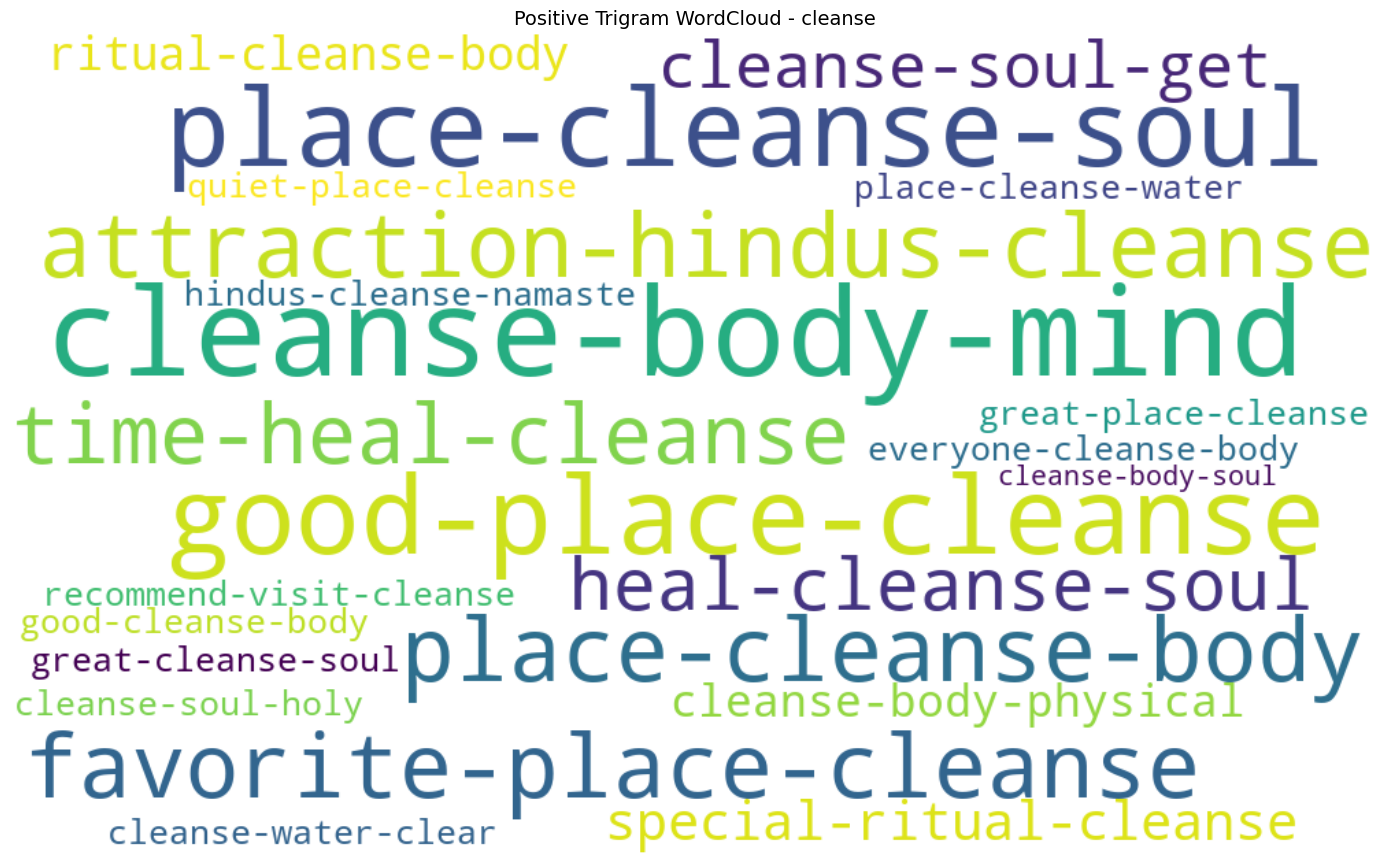 Positive Trigram WordCloud - cleanse
ritual-cleanse-body
cleanse-soul-get
place-cleanse-soul
quiet-place-cleanse
place-cleanse-water
attraction-hindus-cleanse
hindus-cleanse-namaste
cleanse-body-mind
time-heal-cleanse
great-place-cleanse
everyone-cleanse-body
cleanse-body-soul
good-place-cleanse
recommend-visit-cleanse
heal-cleanse-soul
good-cleanse-body
great-cleanse-soul
place-cleanse-body
cleanse-soul-holy
cleanse-body-physical
favorite-place-cleanse
cleanse-water-clear
special-ritual-cleanse